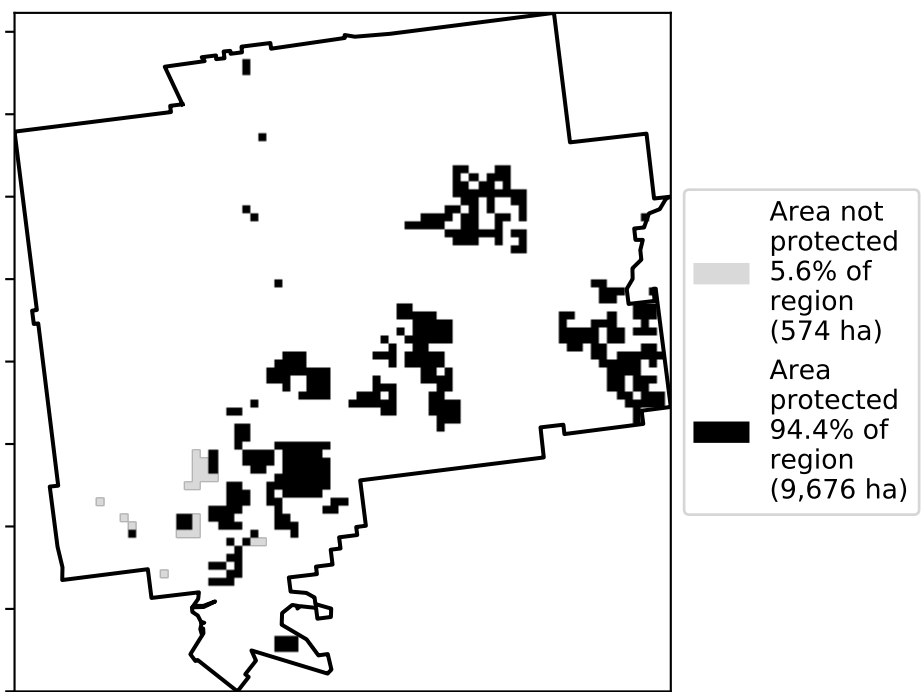 Area not
protected
5.6% of
region
(574 ha)
Area
protected
94.4% of
region
(9,676 ha)